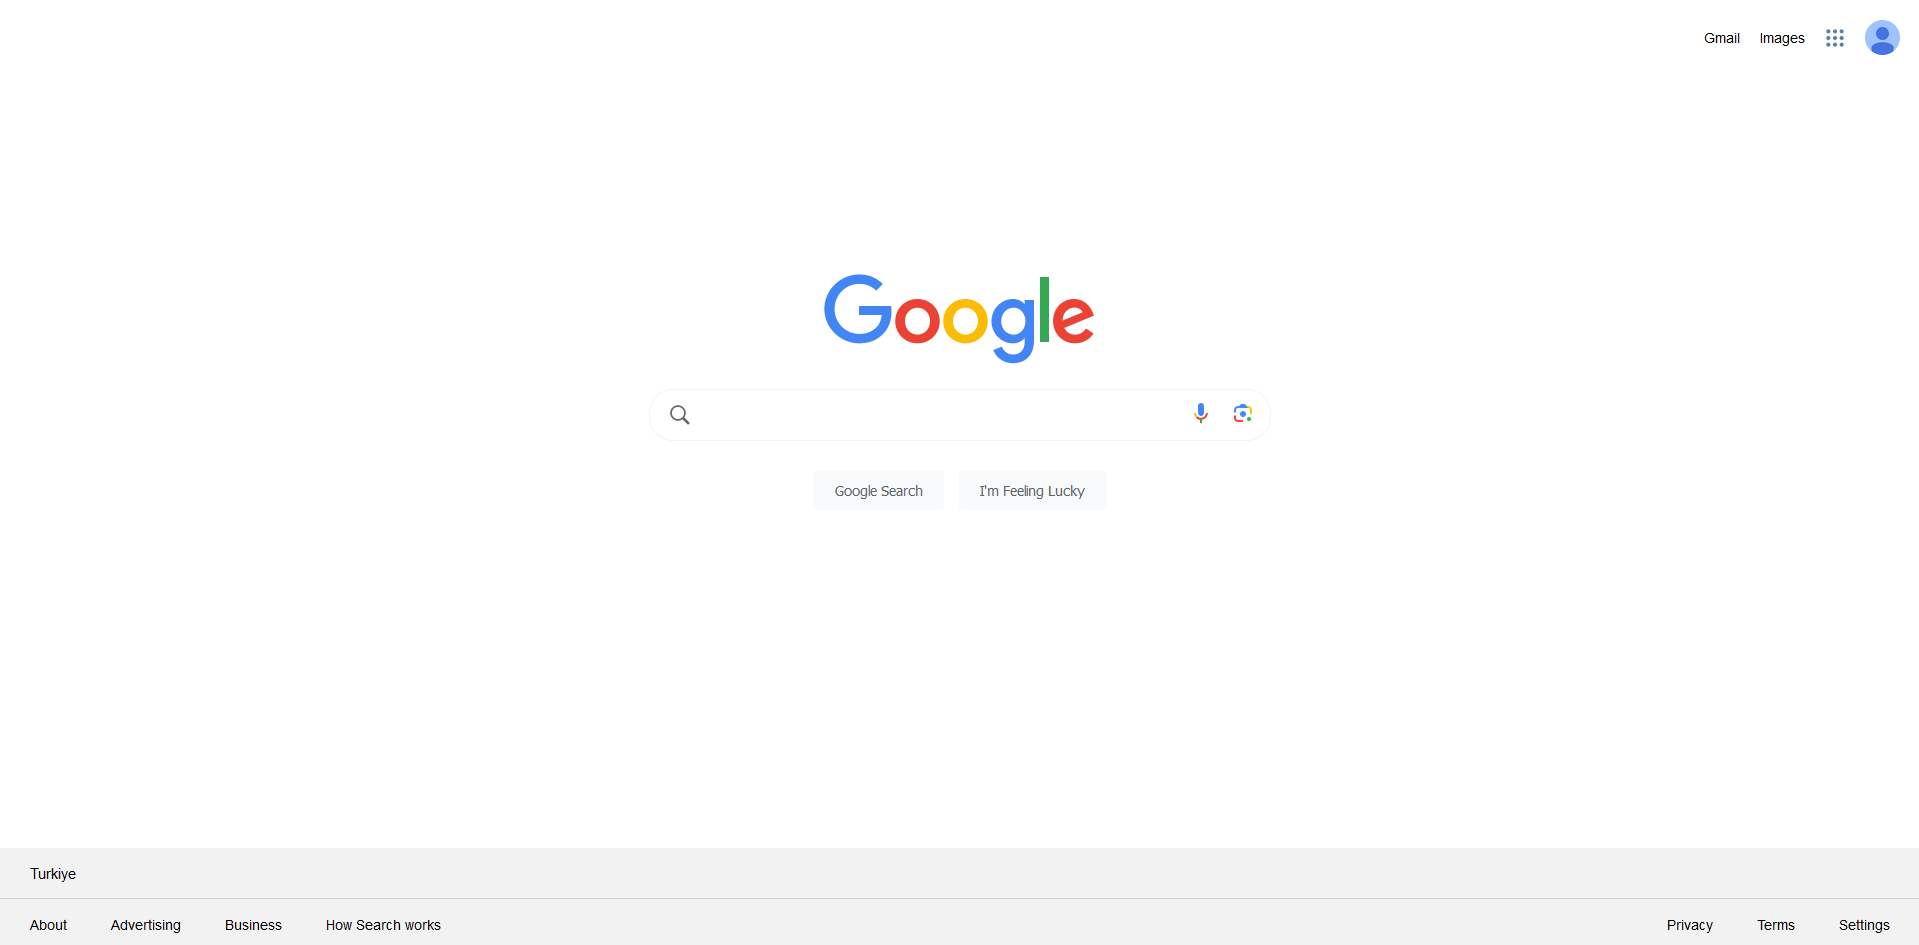 Gmail Images
Google
Google Search I'm Feeling Lucky
Turkiye
About Advertising Business How Search works Privacy Terms Settings